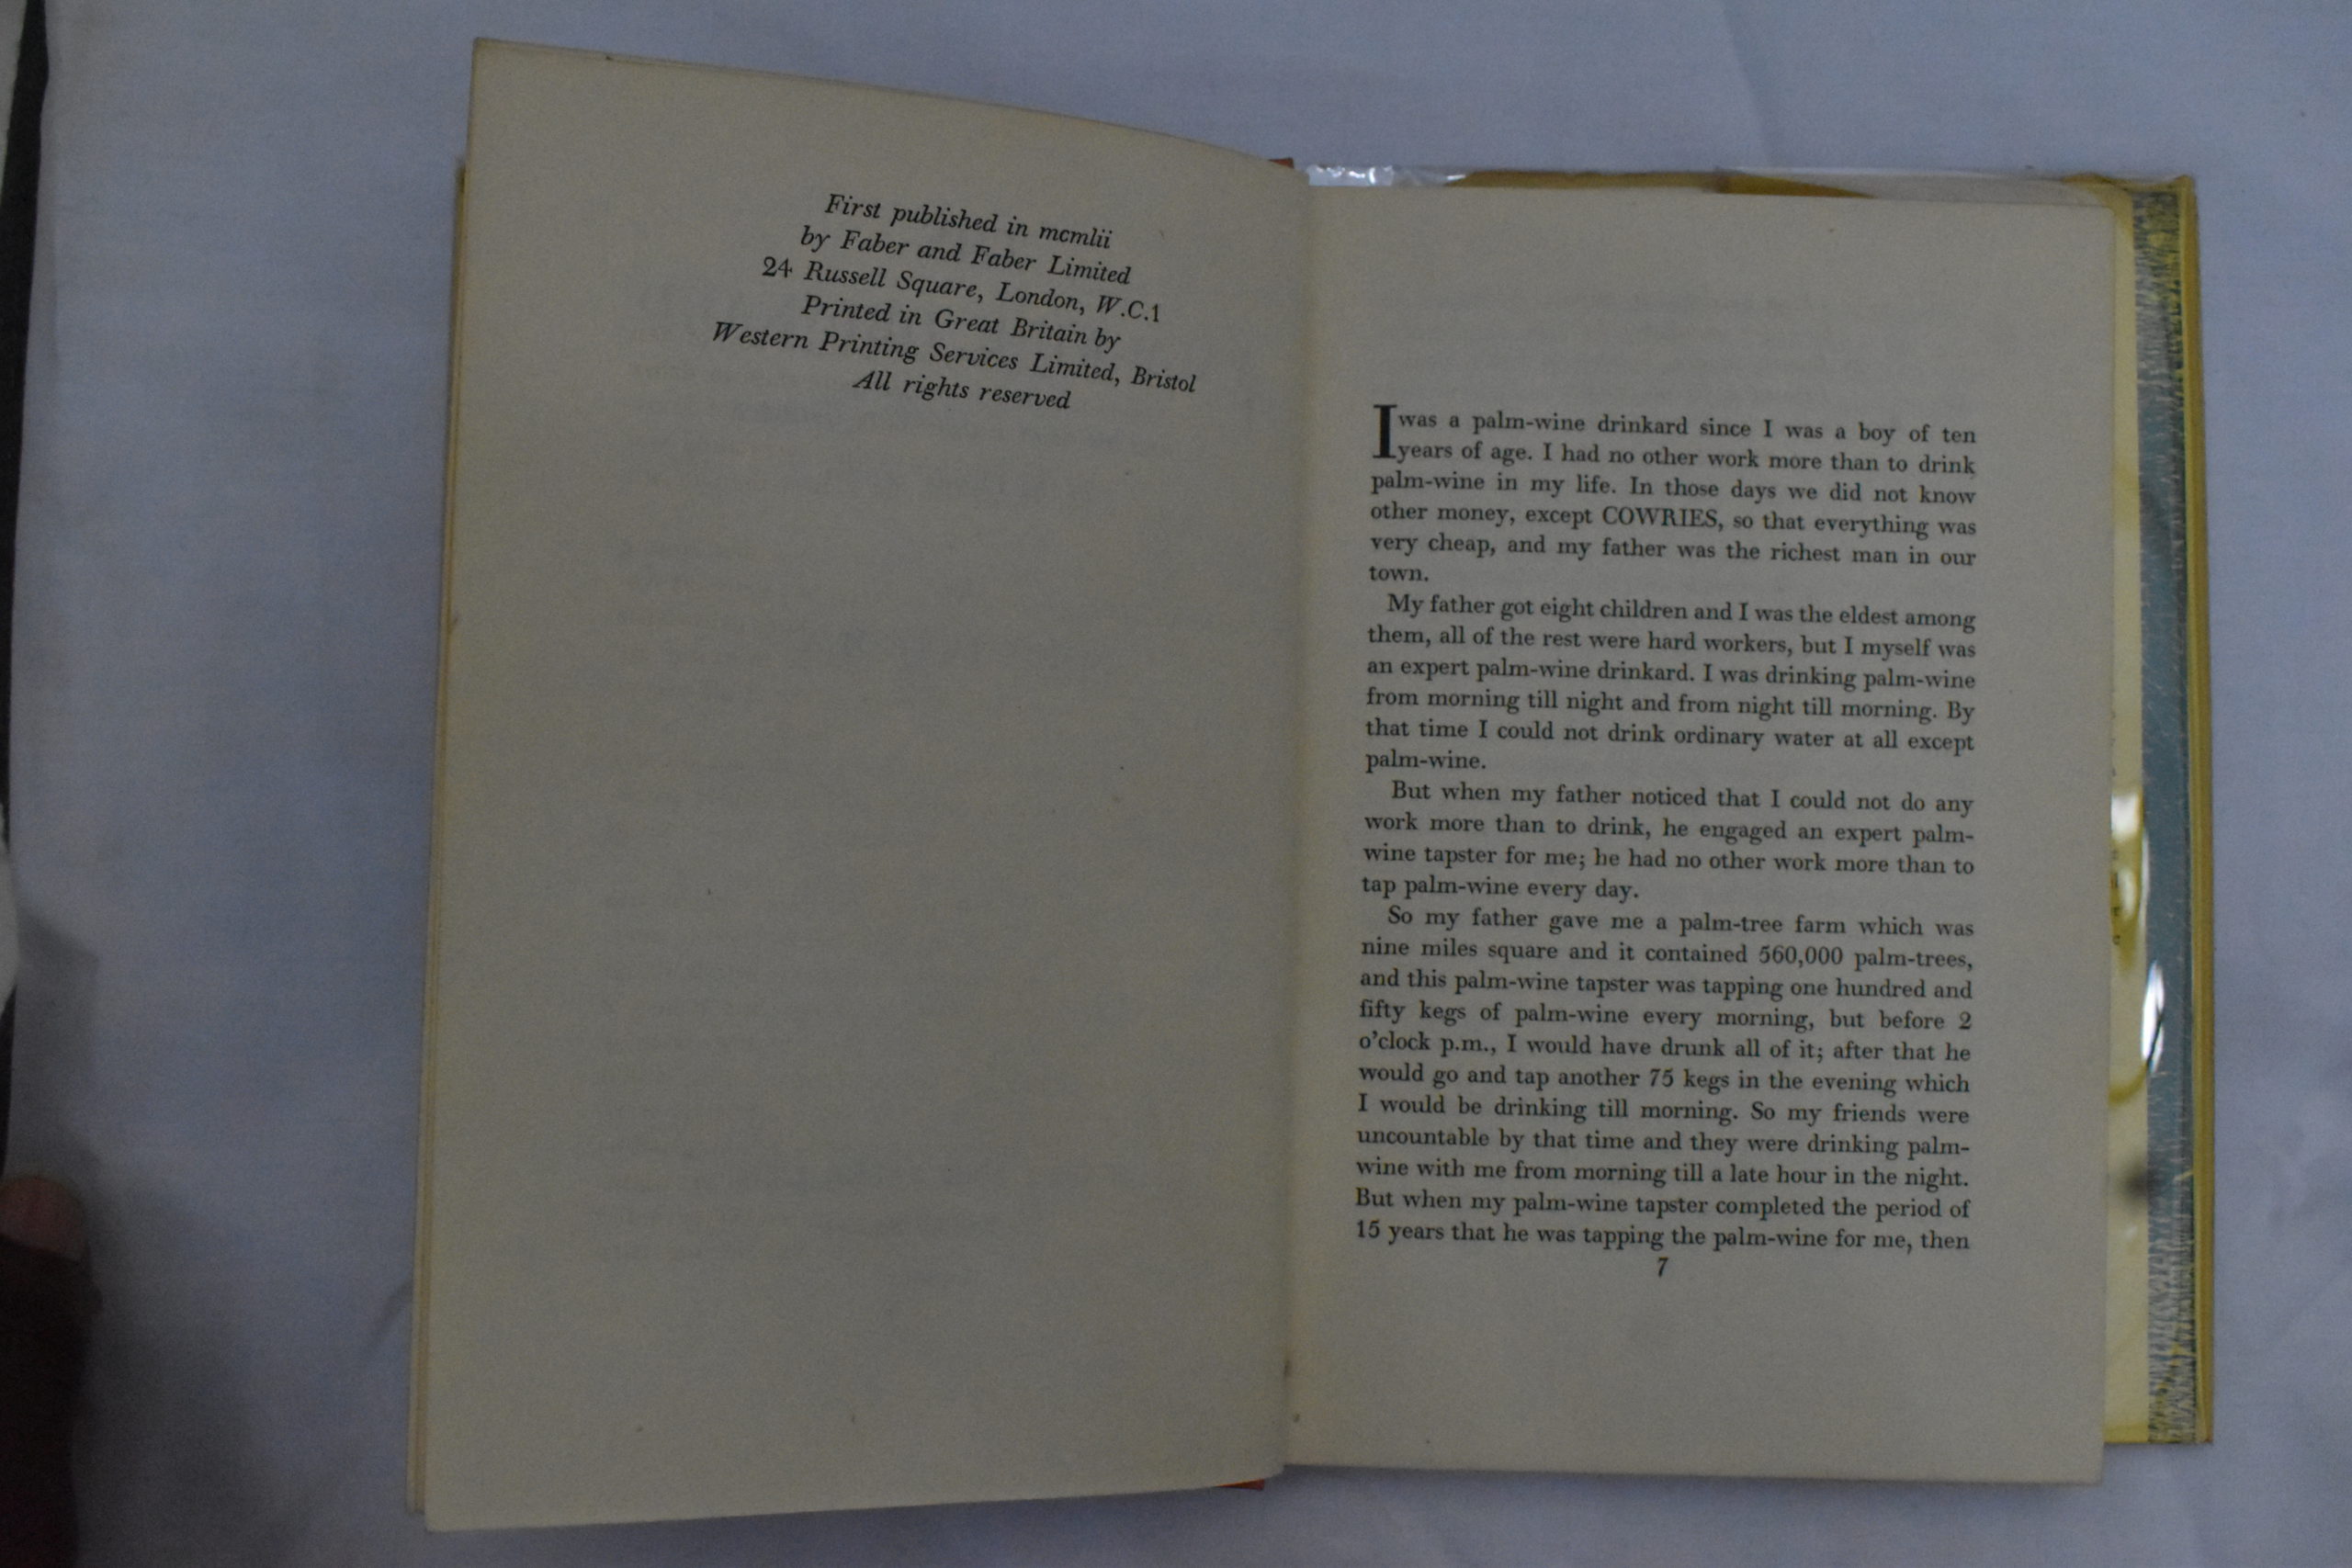 First published in mcmlii
by Faber and Faber Limited
24 Russell Square, London, W.C.1
Printed in Great Britain by
Western Printing Services Limited, Bristol
All rights reserved
I was a palm-wine drinkard since I was a boy of ten
years of age. I had no other work more than to drink
palm-wine in my life. In those days we did not know
other money, except COWRIES, so that everything was
very cheap, and my father was the richest man in our
town.
My father got eight children and I was the eldest among
them, all of the rest were hard workers, but I myself was
an expert palm-wine drinkard. I was drinking palm-wine
from morning till night and from night till morning. By
that time I could not drink ordinary water at all except
palm-wine.
But when my father noticed that I could not do any
work more than to drink, he engaged an expert palm-
wine tapster for me; he had no other work more than to
tap palm-wine every day.
So my father gave me a palm-tree farm which was
nine miles square and it contained 560,000 palm-trees,
and this palm-wine tapster was tapping one hundred and
fifty kegs of palm-wine every morning, but before 2
o'clock p.m., I would have drunk all of it; after that he
would go and tap another 75 kegs in the evening which
I would be drinking till morning. So my friends were
uncountable by that time and they were drinking palm-
wine with me from morning till a late hour in the night.
But when my palm-wine tapster completed the period of
15 years that he was tapping the palm-wine for me, then
7